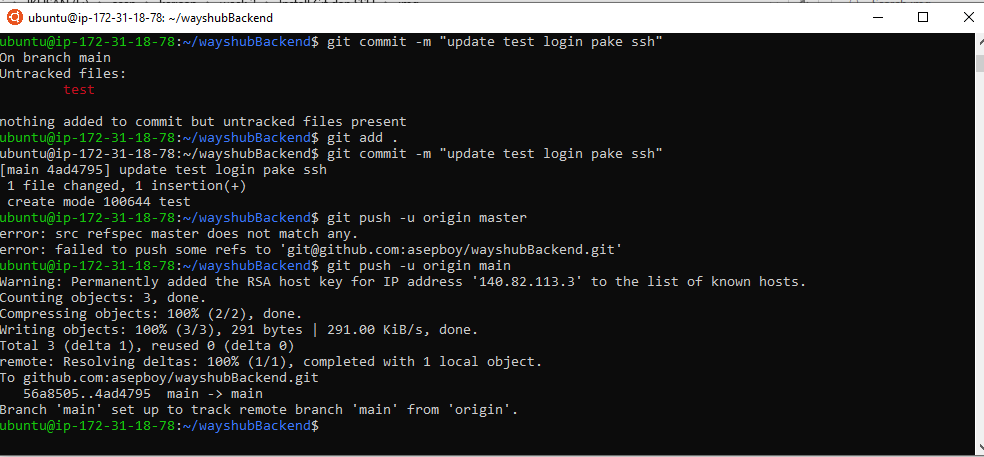 ubuntu@ip-172-31-18-78: ~/wayshubBackend
ubuntu@ip-172-31-18-78:~/wayshubBackend$ git commit -m "update test login pake ssh"
On branch main
Untracked files:
        test
nothing added to commit but untracked files present
ubuntu@ip-172-31-18-78:~/wayshubBackend$ git add .
ubuntu@ip-172-31-18-78:~/wayshubBackend$ git commit -m "update test login pake ssh"
[main 4ad4795] update test login pake ssh
 1 file changed, 1 insertion(+)
 create mode 100644 test
ubuntu@ip-172-31-18-78:~/wayshubBackend$ git push -u origin master
error: src refspec master does not match any.
error: failed to push some refs to 'git@github.com:asepboy/wayshubBackend.git'
ubuntu@ip-172-31-18-78:~/wayshubBackend$ git push -u origin main
Warning: Permanently added the RSA host key for IP address '140.82.113.3' to the list of known hosts.
Counting objects: 3, done.
Compressing objects: 100% (2/2), done.
Writing objects: 100% (3/3), 291 bytes | 291.00 KiB/s, done.
Total 3 (delta 1), reused 0 (delta 0)
remote: Resolving deltas: 100% (1/1), completed with 1 local object.
To github.com:asepboy/wayshubBackend.git
   56a8505..4ad4795  main -> main
Branch 'main' set up to track remote branch 'main' from 'origin'.
ubuntu@ip-172-31-18-78:~/wayshubBackend$